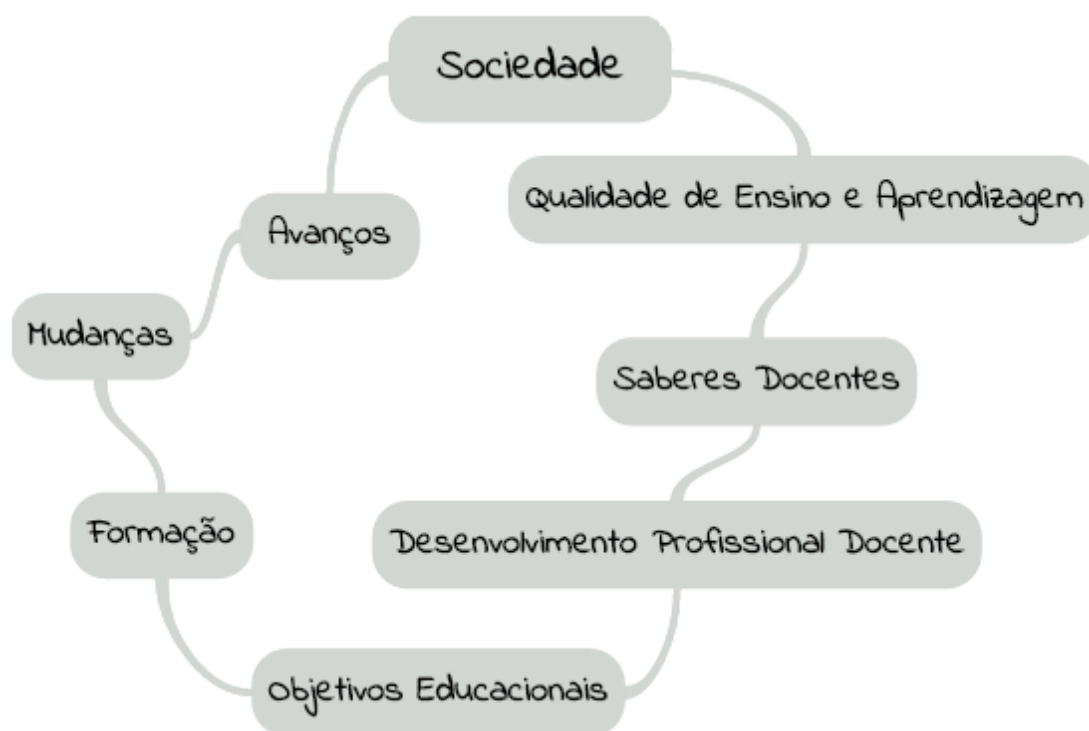 Sociedade
Qualidade de Ensino e Aprendizagem
Avanços
Mudanças
Saberes Docentes
Formação
Desenvolvimento Profissional Docente
Objetivos Educacionais